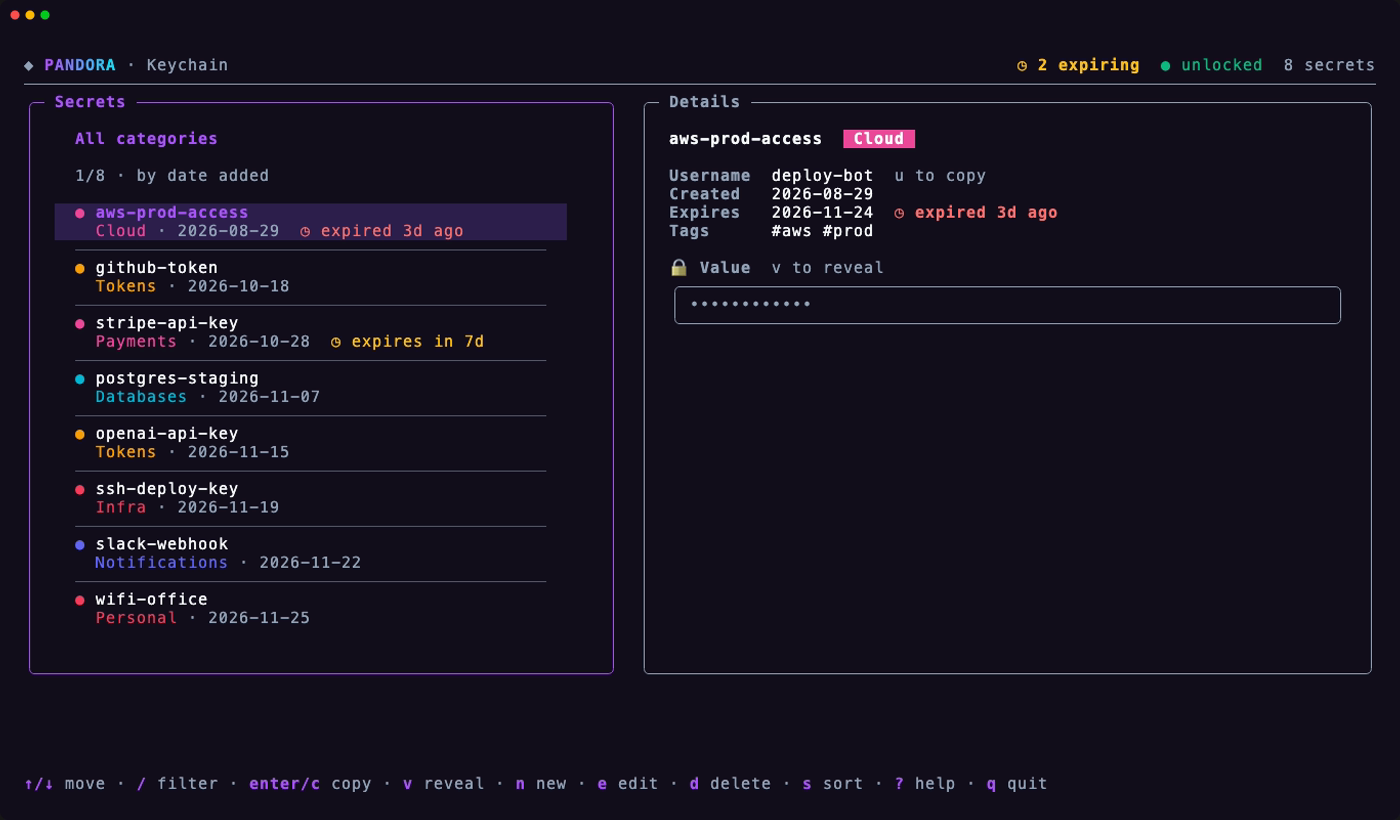 ◆ PANDORA · Keychain
◷ 2 expiring ● unlocked 8 secrets
Secrets
All categories
1/8 · by date added
● aws-prod-access
Cloud · 2026-08-29 ◷ expired 3d ago
● github-token
Tokens · 2026-10-18
● stripe-api-key
Payments · 2026-10-28 ◷ expires in 7d
● postgres-staging
Databases · 2026-11-07
● openai-api-key
Tokens · 2026-11-15
● ssh-deploy-key
Infra · 2026-11-19
● slack-webhook
Notifications · 2026-11-22
● wifi-office
Personal · 2026-11-25
Details
aws-prod-access Cloud
Username deploy-bot u to copy
Created 2026-08-29
Expires 2026-11-24 ◷ expired 3d ago
Tags #aws #prod
🔒 Value v to reveal
••••••••••••
↑/↓ move · / filter · enter/c copy · v reveal · n new · e edit · d delete · s sort · ? help · q quit